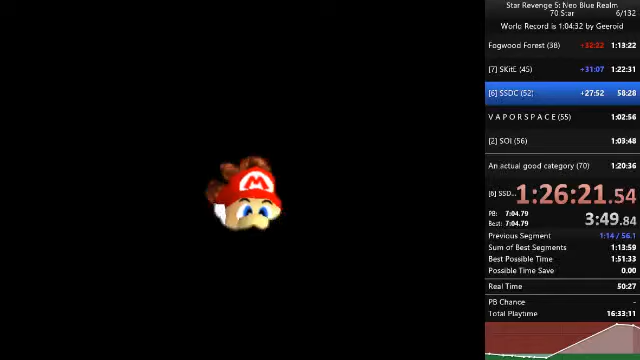 Star Revenge 5: Neo Blue Realm
70 Star 6/132
World Record is 1:04:32 by Geeroid
Fogwood Forest (38) +32:22 1:13:22
[7] SKitE (45) +31:07 1:22:31
[6] SSDC (52) +27:52 58:28
V A P O R S P A C E (55) 1:02:56
[2] SOI (56) 1:03:48
An actual good category (70) 1:20:36
[6] SSD... 1:26:21.54
PB: 7:04.79
Best: 7:04.79 3:49.84
Previous Segment 1:14 / 56.1
Sum of Best Segments 1:13:59
Best Possible Time 1:51:33
Possible Time Save 0.00
Real Time 50:27
PB Chance -
Total Playtime 16:33:11
M